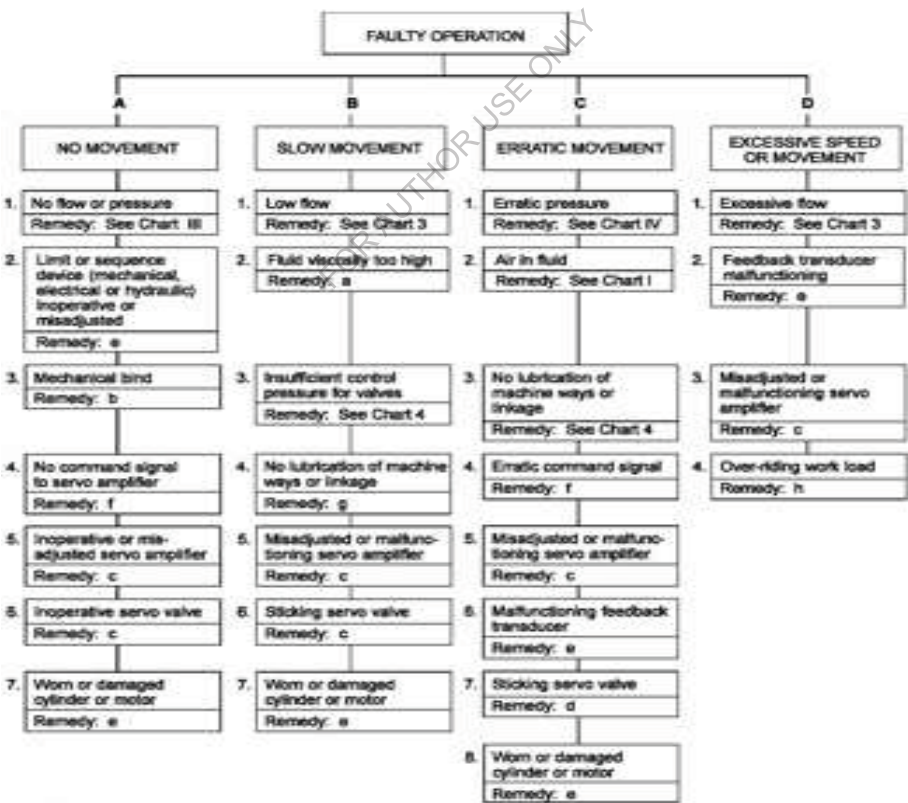 FAULTY OPERATION
FOR AUTHOR USE ONLY
A
NO MOVEMENT
1. No flow or pressure
Remedy: See Chart III
2. Limit or sequence
device (mechanical,
electrical or hydraulic)
inoperative or
misadjusted
Remedy: e
3. Mechanical bind
Remedy: b
4. No command signal
to servo amplifier
Remedy: f
5. Inoperative or mis-
adjusted servo amplifier
Remedy: c
6. Inoperative servo valve
Remedy: c
7. Worn or damaged
cylinder or motor
Remedy: e
B
SLOW MOVEMENT
1. Low flow
Remedy: See Chart 3
2. Fluid viscosity too high
Remedy: a
3. Insufficient control
pressure for valves
Remedy: See Chart 4
4. No lubrication of machine
ways or linkage
Remedy: g
5. Misadjusted or malfunc-
tioning servo amplifier
Remedy: c
6. Sticking servo valve
Remedy: c
7. Worn or damaged
cylinder or motor
Remedy: e
C
ERRATIC MOVEMENT
1. Erratic pressure
Remedy: See Chart IV
2. Air in fluid
Remedy: See Chart I
3. No lubrication of
machine ways or
linkage
Remedy: See Chart 4
4. Erratic command signal
Remedy: f
5. Misadjusted or malfunc-
tioning servo amplifier
Remedy: c
6. Malfunctioning feedback
transducer
Remedy: e
7. Sticking servo valve
Remedy: d
8. Worn or damaged
cylinder or motor
Remedy: e
D
EXCESSIVE SPEED
OR MOVEMENT
1. Excessive flow
Remedy: See Chart 3
2. Feedback transducer
malfunctioning
Remedy: e
3. Misadjusted or
malfunctioning servo
amplifier
Remedy: c
4. Over-riding work load
Remedy: h